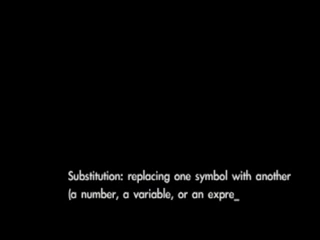 Substitution: replacing one symbol with another
(a number, a variable, or an expre_